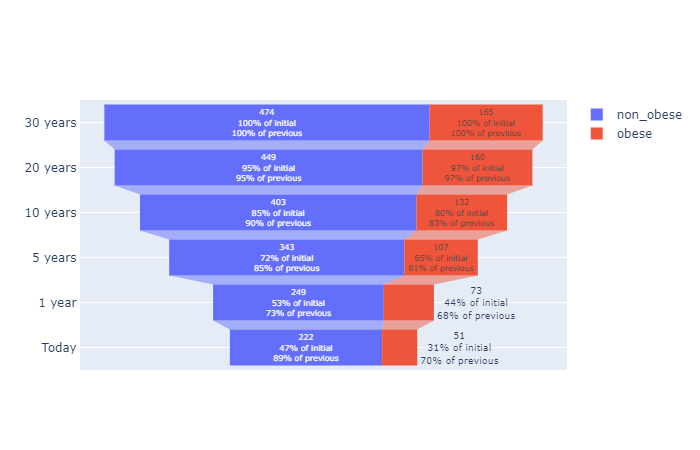 30 years
474
100% of initial
100% of previous
165
100% of initial
100% of previous
20 years
449
95% of initial
95% of previous
160
97% of initial
97% of previous
10 years
403
85% of initial
90% of previous
132
80% of initial
83% of previous
5 years
343
72% of initial
85% of previous
107
65% of initial
81% of previous
1 year
249
53% of initial
73% of previous
73
44% of initial
68% of previous
Today
222
47% of initial
89% of previous
51
31% of initial
70% of previous
non_obese
obese